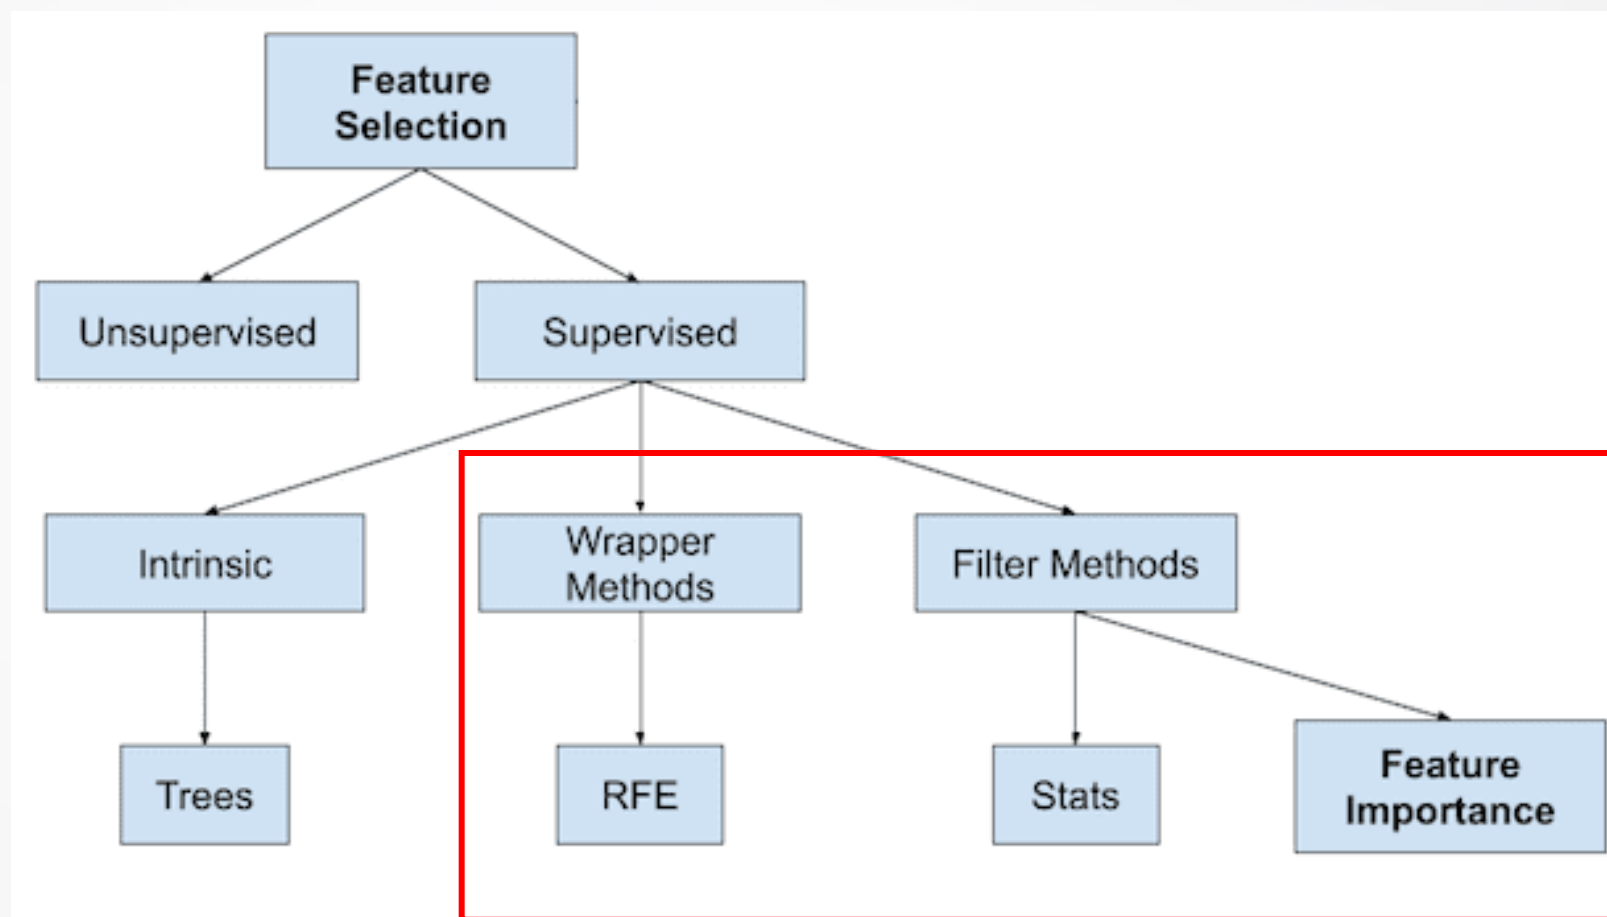 Feature
Selection
Unsupervised
Supervised
Intrinsic
Wrapper
Methods
Filter Methods
Trees
RFE
Stats
Feature
Importance